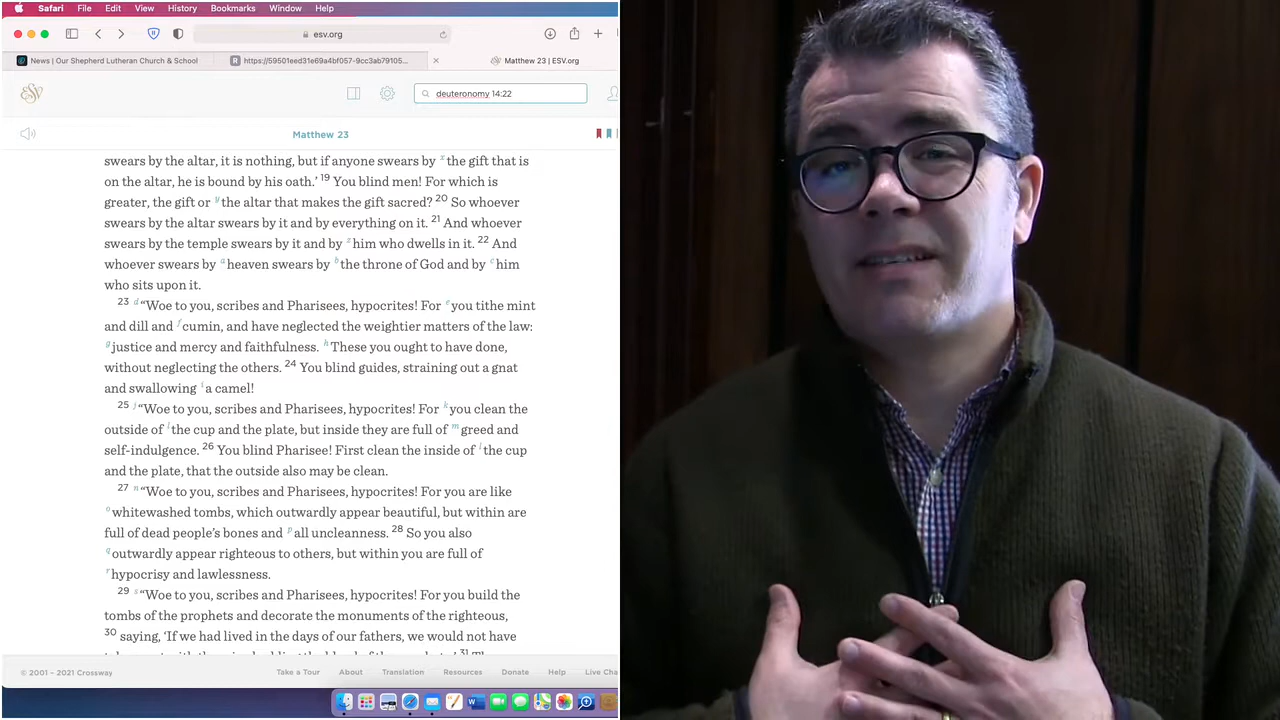 Safari File Edit View History Bookmarks Window Help
esv.org
News | Our Shepherd Lutheran Church & School
https://59501eed31e69a4bf057-9cc3ab79105...
Matthew 23 | ESV.org
ESV
deuteronomy 14:22
Matthew 23
swears by the altar, it is nothing, but if anyone swears by x the gift that is
on the altar, he is bound by his oath.’ 19 You blind men! For which is
greater, the gift or y the altar that makes the gift sacred? 20 So whoever
swears by the altar swears by it and by everything on it. 21 And whoever
swears by the temple swears by it and by z him who dwells in it. 22 And
whoever swears by a heaven swears by b the throne of God and by c him
who sits upon it.
23 d “Woe to you, scribes and Pharisees, hypocrites! For e you tithe mint
and dill and f cumin, and have neglected the weightier matters of the law:
g justice and mercy and faithfulness. h These you ought to have done,
without neglecting the others. 24 You blind guides, straining out a gnat
and swallowing i a camel!
25 j “Woe to you, scribes and Pharisees, hypocrites! For k you clean the
outside of l the cup and the plate, but inside they are full of m greed and
self-indulgence. 26 You blind Pharisee! First clean the inside of l the cup
and the plate, that the outside also may be clean.
27 n “Woe to you, scribes and Pharisees, hypocrites! For you are like
o whitewashed tombs, which outwardly appear beautiful, but within are
full of dead people’s bones and p all uncleanness. 28 So you also
q outwardly appear righteous to others, but within you are full of
r hypocrisy and lawlessness.
29 s “Woe to you, scribes and Pharisees, hypocrites! For you build the
tombs of the prophets and decorate the monuments of the righteous,
30 saying, ‘If we had lived in the days of our fathers, we would not have
© 2001 – 2021 Crossway
Take a Tour About Translation Resources Donate Help Live Cha